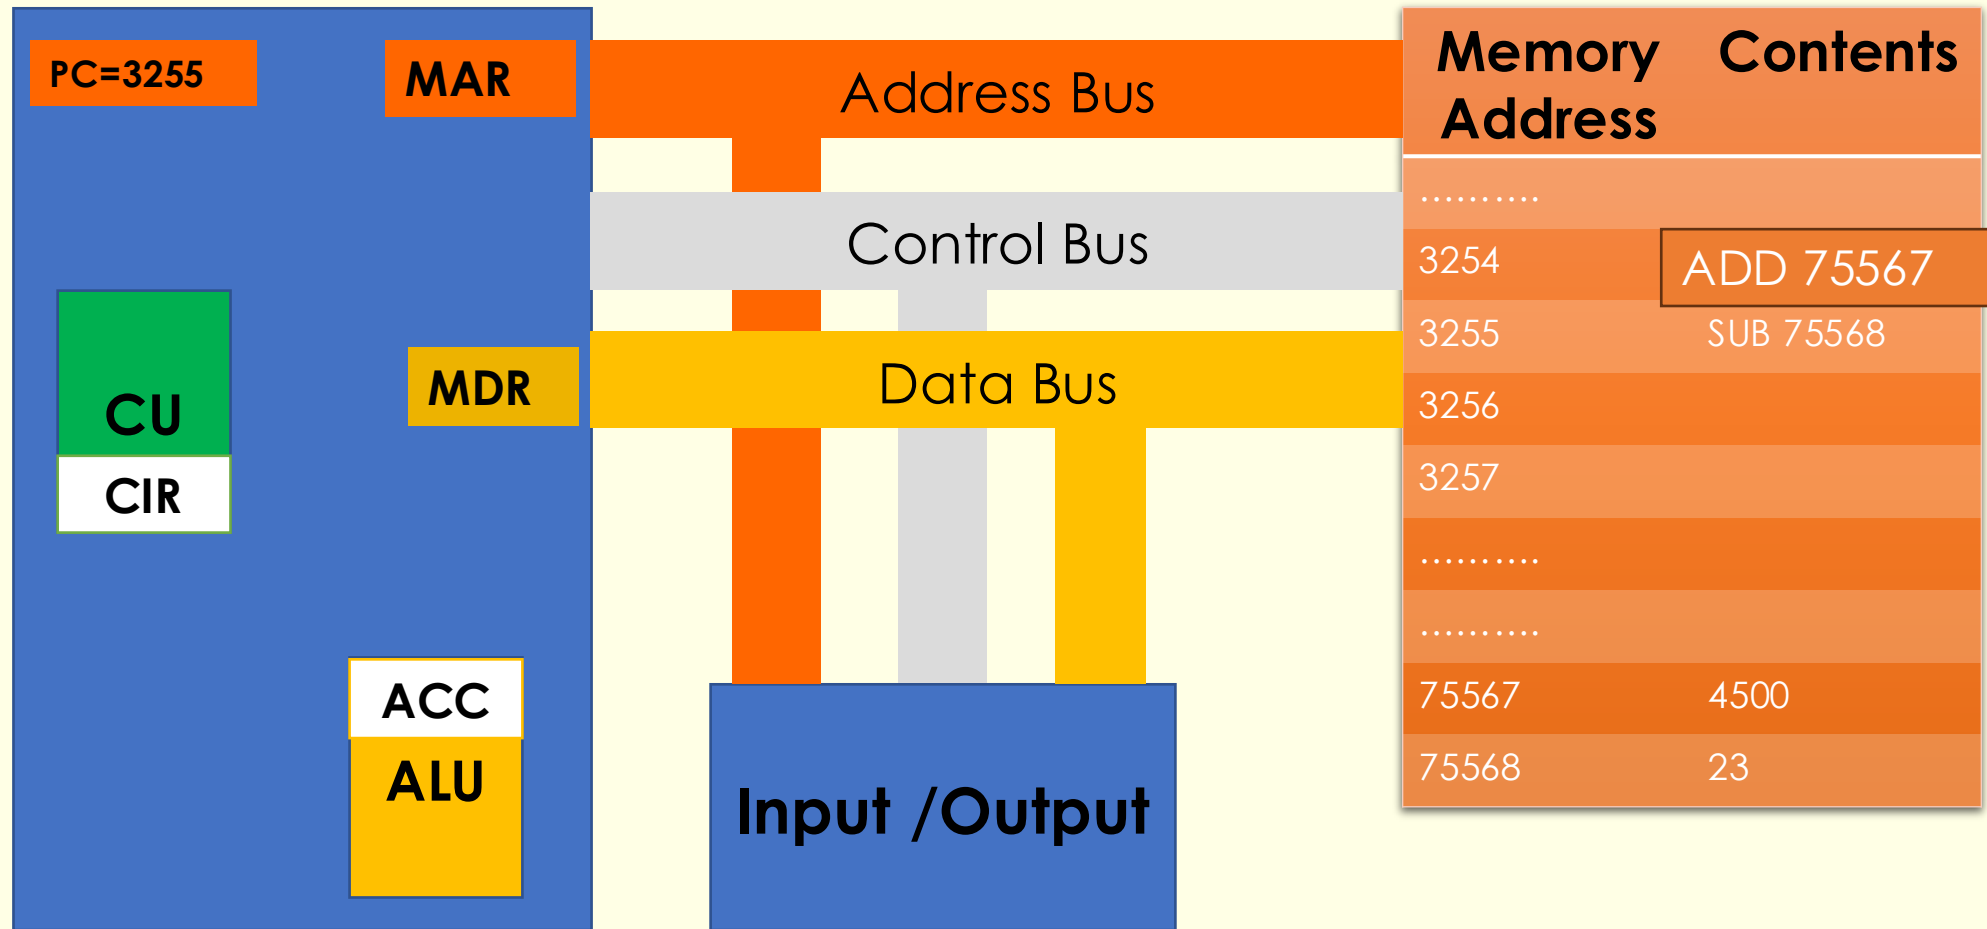 PC=3255
MAR
Address Bus
Control Bus
CU
CIR
MDR
Data Bus
ACC
ALU
Input /Output
Memory Contents
Address
..........
3254 ADD 75567
3255 SUB 75568
3256
3257
..........
..........
75567 4500
75568 23